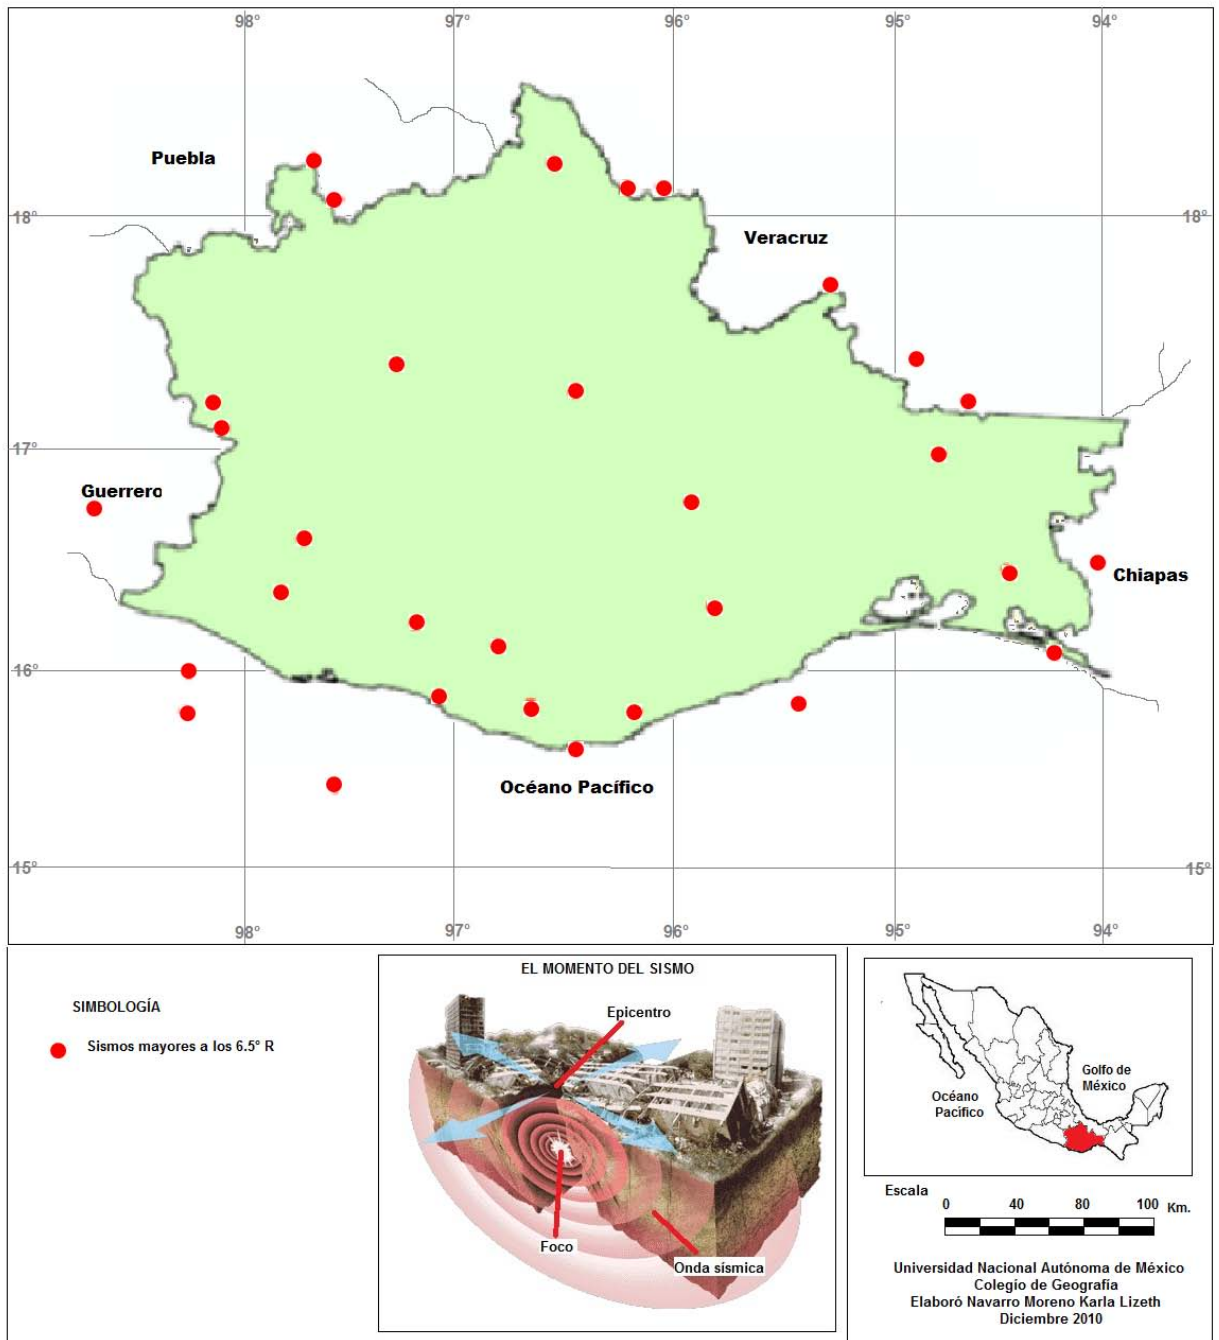 98° 97° 96° 95° 94°
Puebla
18° 18°
Veracruz
17°
Guerrero
Chiapas
16°
Océano Pacífico
15° 15°
98° 97° 96° 95° 94°
SIMBOLOGÍA
Sismos mayores a los 6.5° R
EL MOMENTO DEL SISMO
Epicentro
Foco
Onda sísmica
Golfo de
México
Océano
Pacifico
Escala
0 40 80 100 Km.
Universidad Nacional Autónoma de México
Colegio de Geografía
Elaboró Navarro Moreno Karla Lizeth
Diciembre 2010